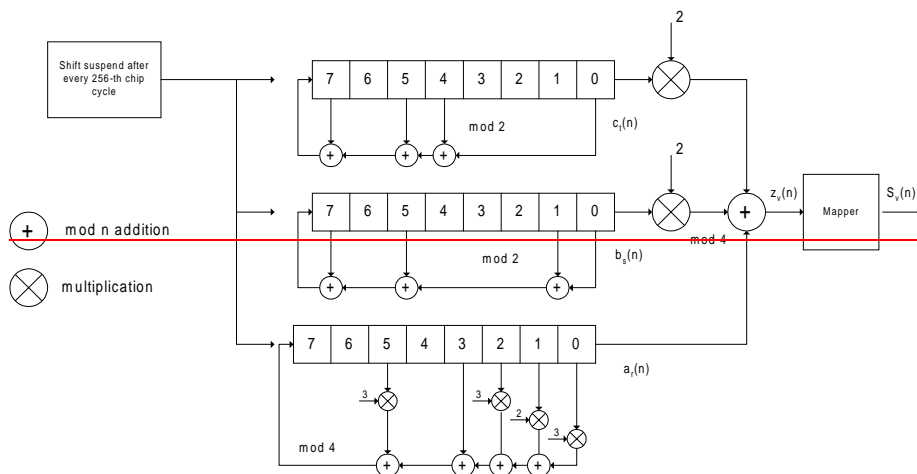 2
Shift suspend after
every 256-th chip
cycle
7 6 5 4 3 2 1 0
mod 2
c_t(n)
+ + +
2
7 6 5 4 3 2 1 0
mod 2
b_s(n)
+ + +
mod 4
+
z_v(n)
Mapper
S_v(n)
+ mod n addition
multiplication
7 6 5 4 3 2 1 0
a_r(n)
3 3
2
3
mod 4
+ + + +